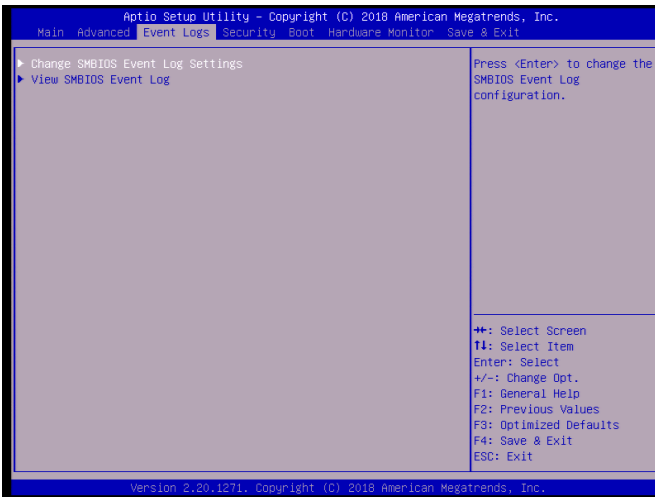 Aptio Setup Utility – Copyright (C) 2018 American Megatrends, Inc.
Main Advanced Event Logs Security Boot Hardware Monitor Save & Exit
Change SMBIOS Event Log Settings
View SMBIOS Event Log
Press <Enter> to change the
SMBIOS Event Log
configuration.
→←: Select Screen
↑↓: Select Item
Enter: Select
+/-: Change Opt.
F1: General Help
F2: Previous Values
F3: Optimized Defaults
F4: Save & Exit
ESC: Exit
Version 2.20.1271. Copyright (C) 2018 American Megatrends, Inc.